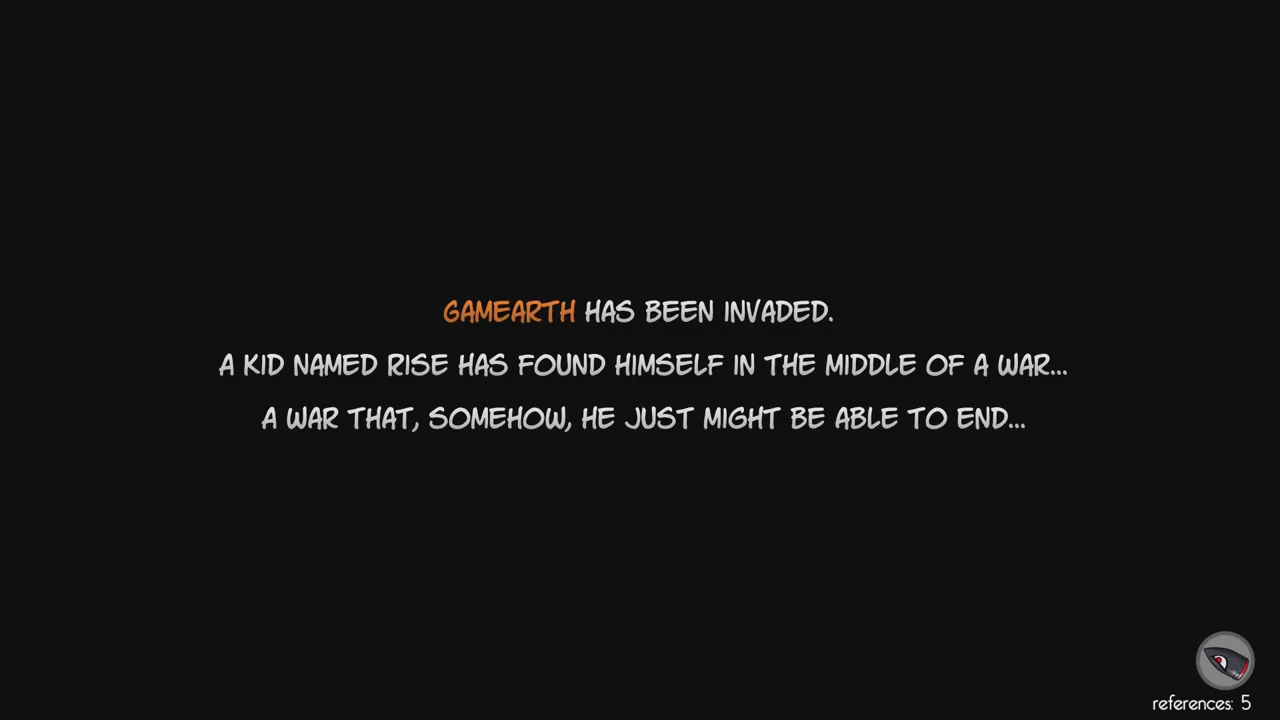 GAMEARTH HAS BEEN INVADED.
A KID NAMED RISE HAS FOUND HIMSELF IN THE MIDDLE OF A WAR...
A WAR THAT, SOMEHOW, HE JUST MIGHT BE ABLE TO END...
references: 5